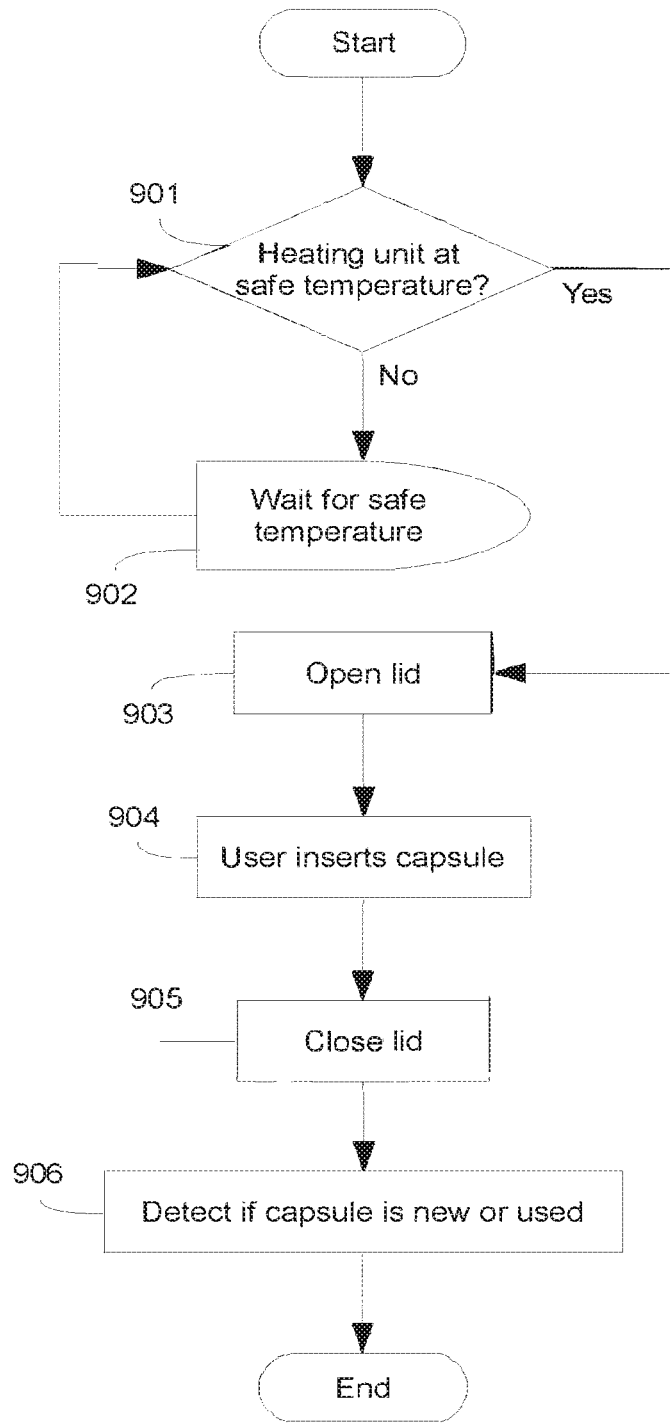 Start
901
Heating unit at
safe temperature?
Yes
No
Wait for safe
temperature
902
Open lid
903
904
User inserts capsule
905
Close lid
906
Detect if capsule is new or used
End